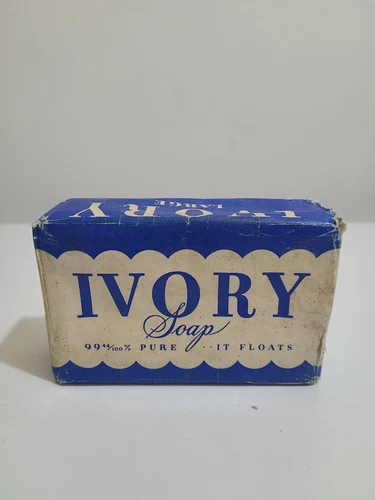 IVORY
LARGE
IVORY
Soap
99 44/100% PURE · · IT FLOATS